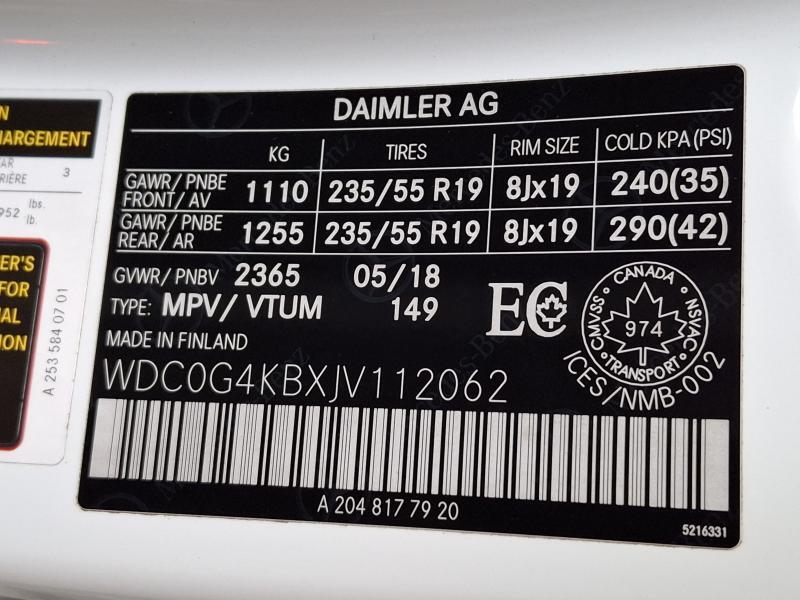 DAIMLER AG
KG TIRES RIM SIZE COLD KPA (PSI)
GAWR/ PNBE FRONT/ AV 1110 235/55 R19 8Jx19 240(35)
GAWR/ PNBE REAR/ AR 1255 235/55 R19 8Jx19 290(42)
GVWR/ PNBV 2365 05/18
TYPE: MPV/ VTUM 149
MADE IN FINLAND
WDC0G4KBXJV112062
A 204 817 79 20
5216331
EC
CANADA
CMVSS 974 NSVAC
TRANSPORT
ICES/NMB-002
HARGEMENT
3
RIÈRE
952 lbs.
lb.
ER'S
FOR
AL
ION
A 253 584 07 01
Mercedes-Benz